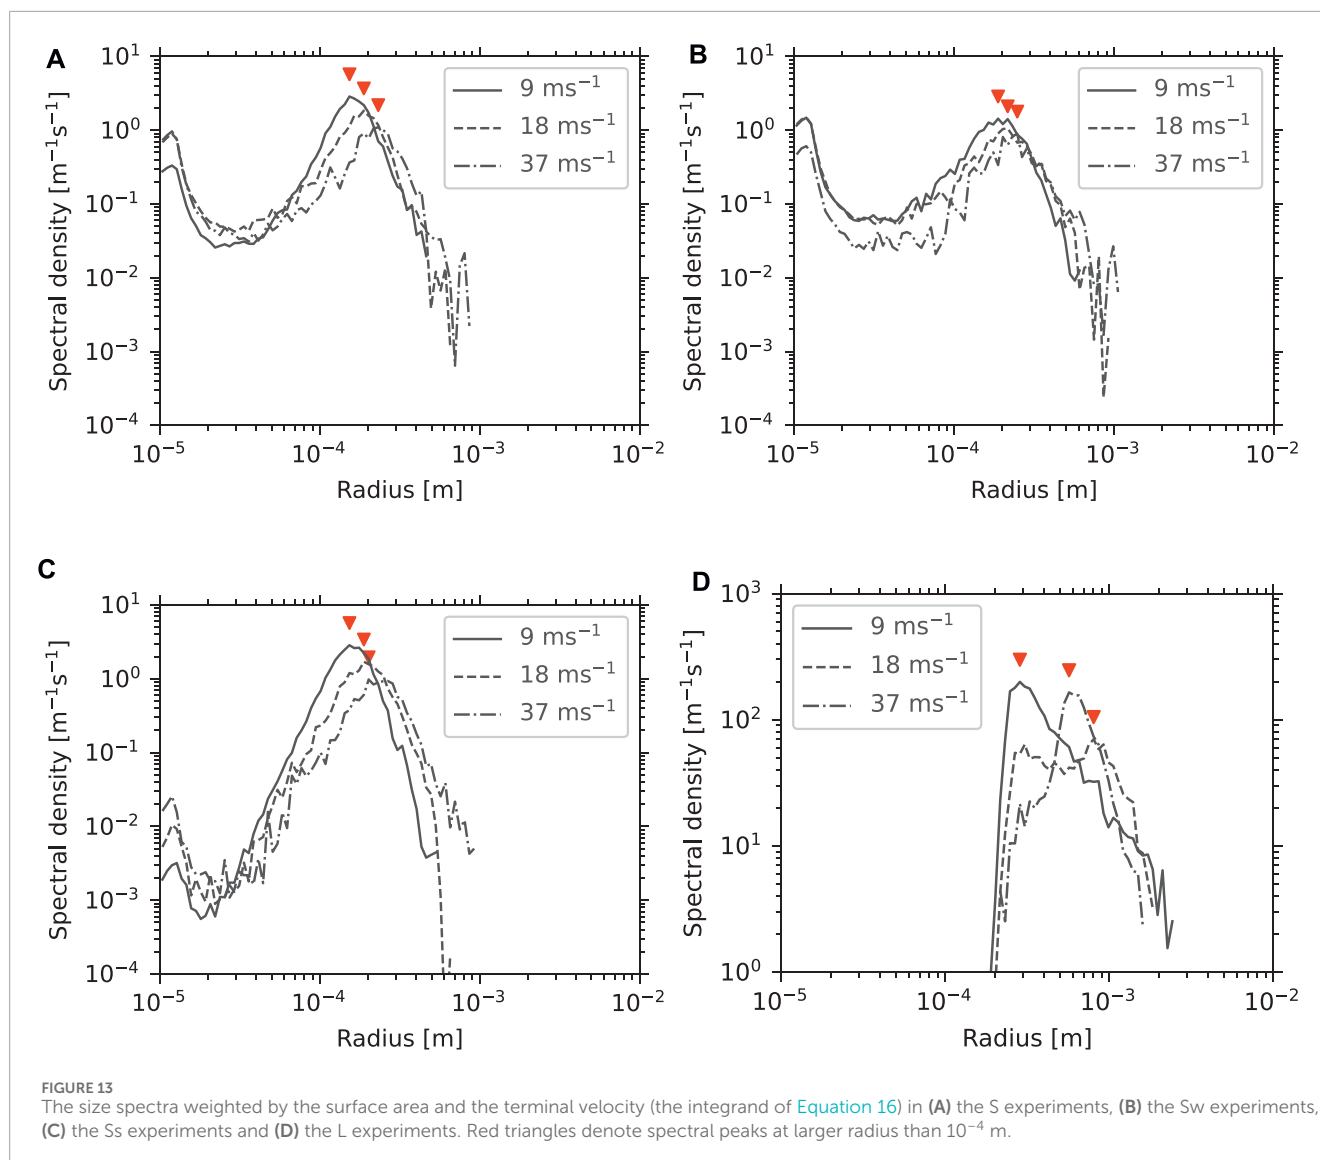 A
10^1
10^0
10^−1
10^−2
10^−3
10^−4
Spectral density [m^−1s^−1]
9 ms^−1
18 ms^−1
37 ms^−1
10^−5
10^−4
10^−3
10^−2
Radius [m]
B
10^1
10^0
10^−1
10^−2
10^−3
10^−4
Spectral density [m^−1s^−1]
9 ms^−1
18 ms^−1
37 ms^−1
10^−5
10^−4
10^−3
10^−2
Radius [m]
C
10^1
10^0
10^−1
10^−2
10^−3
10^−4
Spectral density [m^−1s^−1]
9 ms^−1
18 ms^−1
37 ms^−1
10^−5
10^−4
10^−3
10^−2
Radius [m]
D
10^3
10^2
10^1
10^0
Spectral density [m^−1s^−1]
9 ms^−1
18 ms^−1
37 ms^−1
10^−5
10^−4
10^−3
10^−2
Radius [m]
FIGURE 13
The size spectra weighted by the surface area and the terminal velocity (the integrand of Equation 16) in (A) the S experiments, (B) the Sw experiments,
(C) the Ss experiments and (D) the L experiments. Red triangles denote spectral peaks at larger radius than 10^−4 m.